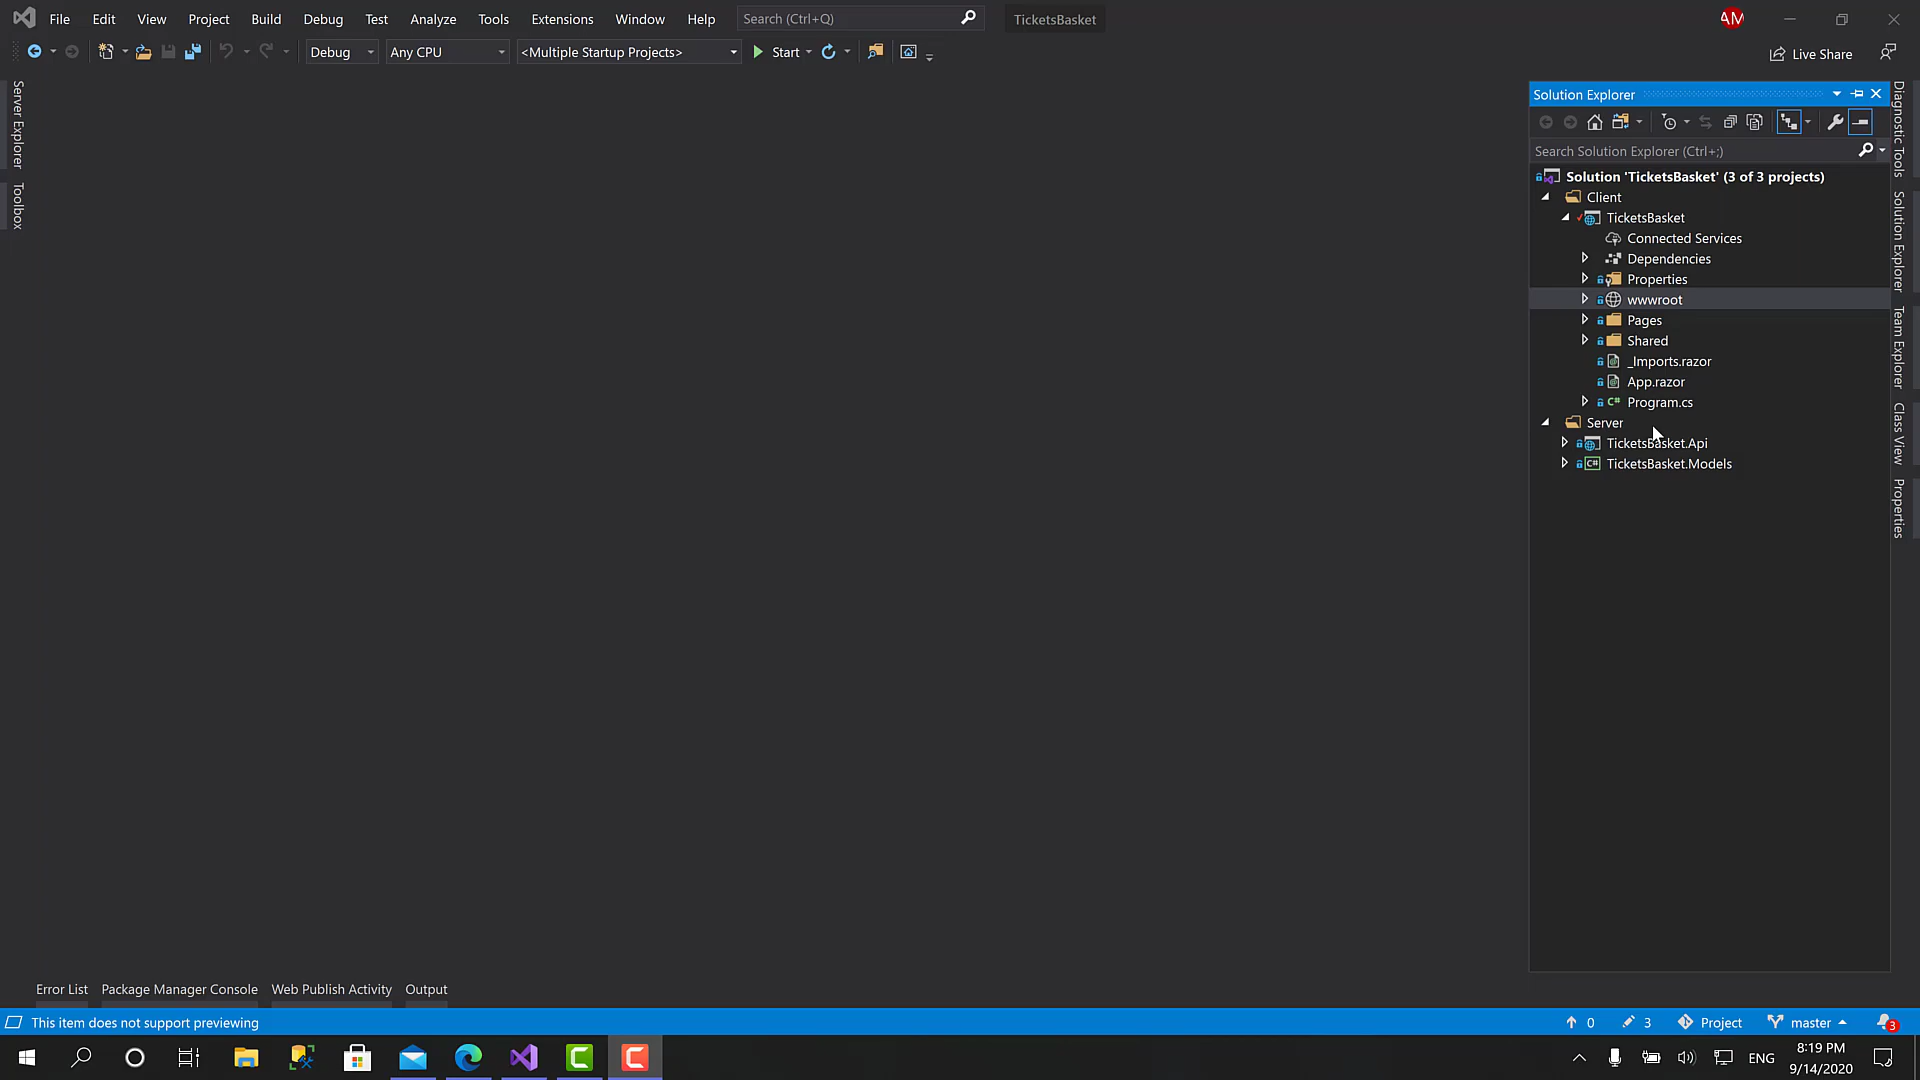 File Edit View Project Build Debug Test Analyze Tools Extensions Window Help Search (Ctrl+Q) TicketsBasket AM
Debug Any CPU <Multiple Startup Projects> Start Live Share
Server Explorer
Toolbox
Solution Explorer
Search Solution Explorer (Ctrl+;)
Solution 'TicketsBasket' (3 of 3 projects)
Client
TicketsBasket
Connected Services
Dependencies
Properties
wwwroot
Pages
Shared
_Imports.razor
App.razor
C# Program.cs
Server
TicketsBasket.Api
C# TicketsBasket.Models
Diagnostic Tools
Solution Explorer
Team Explorer
Class View
Properties
Error List Package Manager Console Web Publish Activity Output
This item does not support previewing 0 3 Project master 3
ENG 8:19 PM
9/14/2020